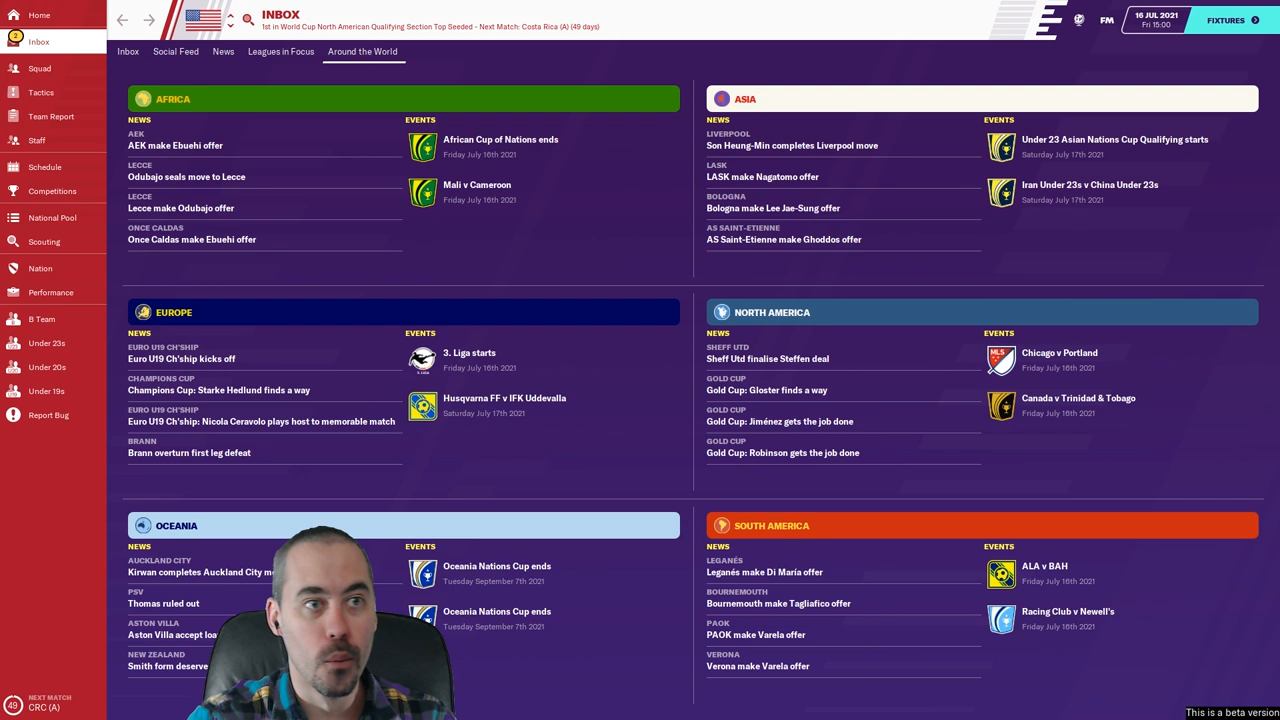 Home
INBOX
1st in World Cup North American Qualifying Section Top Seeded - Next Match: Costa Rica (A) (49 days)
FM
16 JUL 2021
Fri 15:00
FIXTURES
2
Inbox
Squad
Tactics
Team Report
Staff
Schedule
Competitions
National Pool
Scouting
Nation
Performance
B Team
Under 23s
Under 20s
Under 19s
Report Bug
49
NEXT MATCH
CRC (A)
Inbox Social Feed News Leagues in Focus Around the World
AFRICA
NEWS
AEK
AEK make Ebuehi offer
LECCE
Odubajo seals move to Lecce
LECCE
Lecce make Odubajo offer
ONCE CALDAS
Once Caldas make Ebuehi offer
EVENTS
African Cup of Nations ends
Friday July 16th 2021
Mali v Cameroon
Friday July 16th 2021
ASIA
NEWS
LIVERPOOL
Son Heung-Min completes Liverpool move
LASK
LASK make Nagatomo offer
BOLOGNA
Bologna make Lee Jae-Sung offer
AS SAINT-ETIENNE
AS Saint-Etienne make Ghoddos offer
EVENTS
Under 23 Asian Nations Cup Qualifying starts
Saturday July 17th 2021
Iran Under 23s v China Under 23s
Saturday July 17th 2021
EUROPE
NEWS
EURO U19 CH'SHIP
Euro U19 Ch'ship kicks off
CHAMPIONS CUP
Champions Cup: Starke Hedlund finds a way
EURO U19 CH'SHIP
Euro U19 Ch'ship: Nicola Ceravolo plays host to memorable match
BRANN
Brann overturn first leg defeat
EVENTS
3. Liga starts
Friday July 16th 2021
Husqvarna FF v IFK Uddevalla
Saturday July 17th 2021
NORTH AMERICA
NEWS
SHEFF UTD
Sheff Utd finalise Steffen deal
GOLD CUP
Gold Cup: Gloster finds a way
GOLD CUP
Gold Cup: Jiménez gets the job done
GOLD CUP
Gold Cup: Robinson gets the job done
EVENTS
MLS
Chicago v Portland
Friday July 16th 2021
Canada v Trinidad & Tobago
Friday July 16th 2021
OCEANIA
NEWS
AUCKLAND CITY
Kirwan completes Auckland City
PSV
Thomas ruled out
ASTON VILLA
Aston Villa accept
NEW ZEALAND
Smith form
EVENTS
Oceania Nations Cup ends
Tuesday September 7th 2021
Oceania Nations Cup ends
Tuesday September 7th 2021
SOUTH AMERICA
NEWS
LEGANÉS
Leganés make Di María offer
BOURNEMOUTH
Bournemouth make Tagliafico offer
PAOK
PAOK make Varela offer
VERONA
Verona make Varela offer
EVENTS
ALA v BAH
Friday July 16th 2021
Racing Club v Newell's
Friday July 16th 2021
This is a beta version